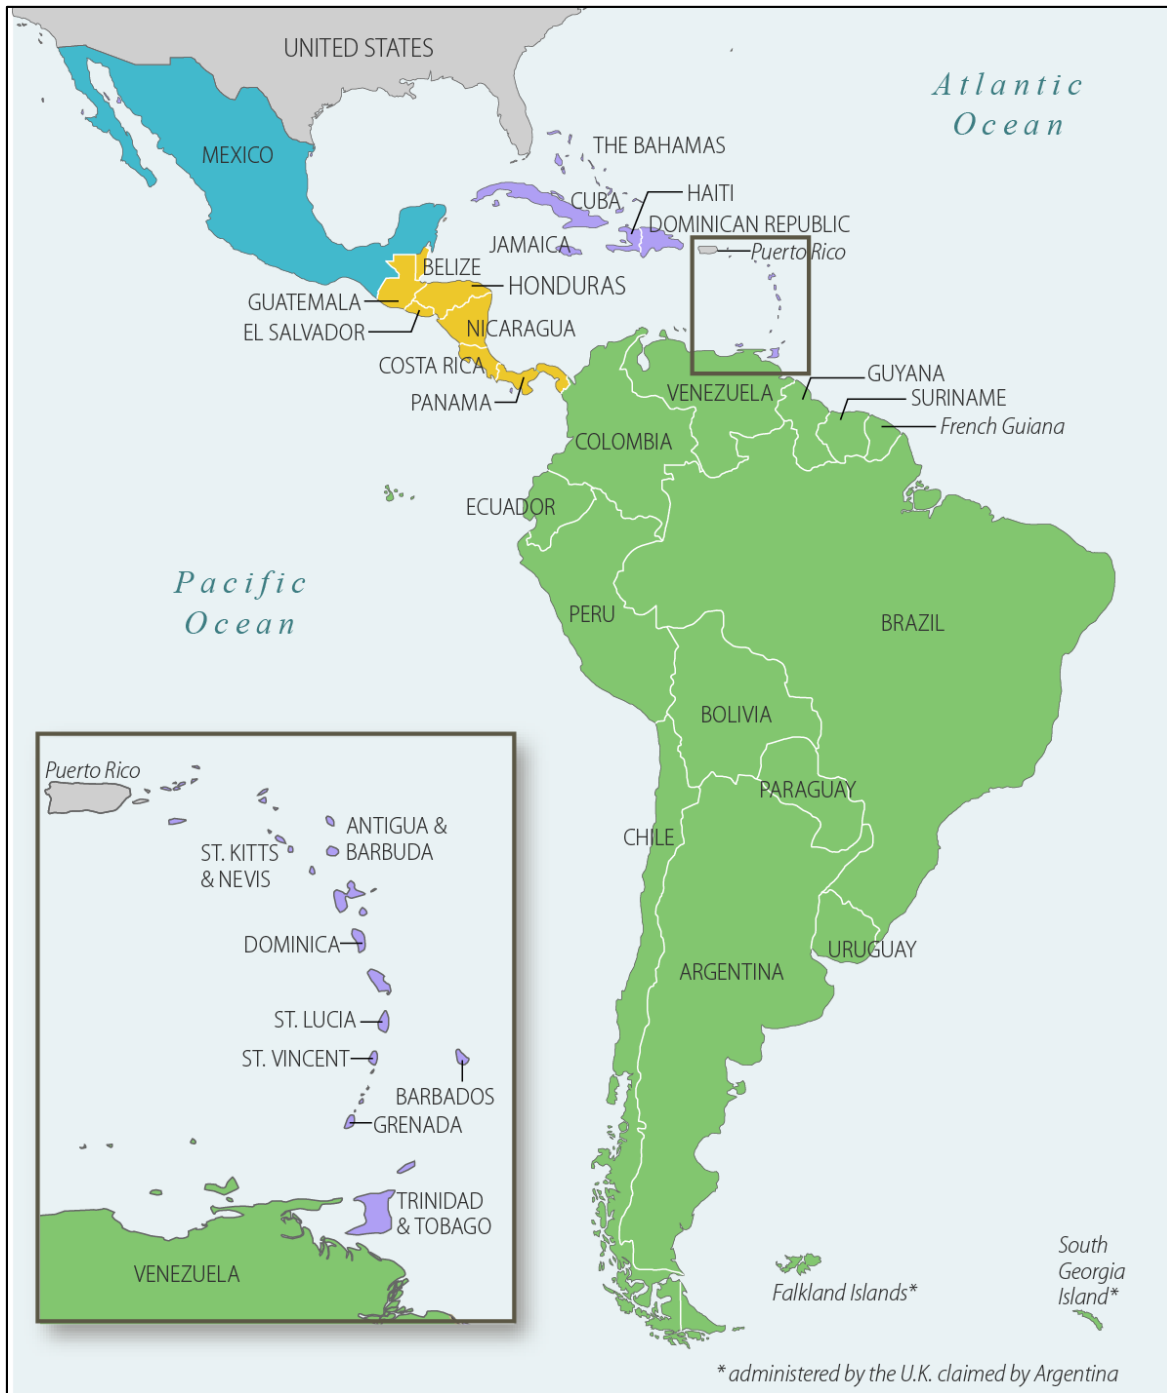 UNITED STATES
Atlantic
Ocean
MEXICO
THE BAHAMAS
CUBA
HAITI
DOMINICAN REPUBLIC
JAMAICA
Puerto Rico
BELIZE
HONDURAS
GUATEMALA
EL SALVADOR
NICARAGUA
COSTA RICA
PANAMA
VENEZUELA
GUYANA
SURINAME
French Guiana
COLOMBIA
ECUADOR
Pacific
Ocean
PERU
BRAZIL
BOLIVIA
PARAGUAY
CHILE
URUGUAY
ARGENTINA
Puerto Rico
ANTIGUA &
BARBUDA
ST. KITTS
& NEVIS
DOMINICA
ST. LUCIA
ST. VINCENT
BARBADOS
GRENADA
TRINIDAD
& TOBAGO
VENEZUELA
Falkland Islands*
South
Georgia
Island*
* administered by the U.K. claimed by Argentina